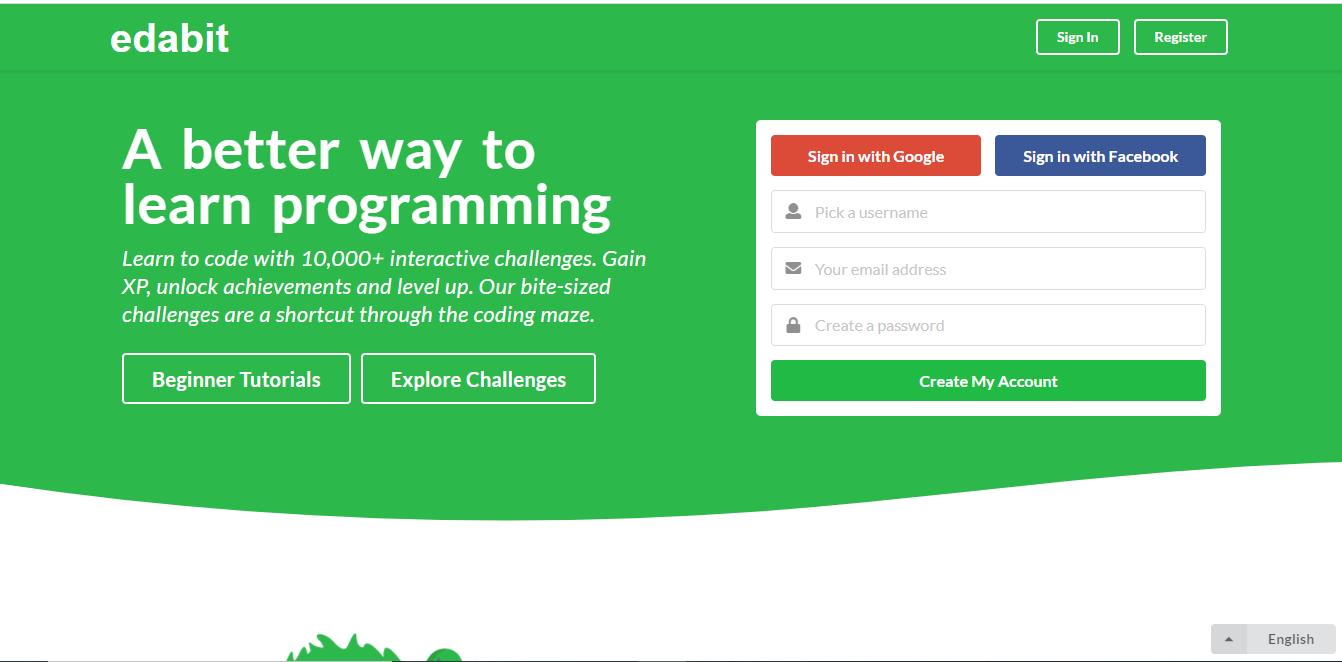 edabit
Sign In
Register
A better way to
learn programming
Learn to code with 10,000+ interactive challenges. Gain
XP, unlock achievements and level up. Our bite-sized
challenges are a shortcut through the coding maze.
Beginner Tutorials
Explore Challenges
Sign in with Google
Sign in with Facebook
Pick a username
Your email address
Create a password
Create My Account
English